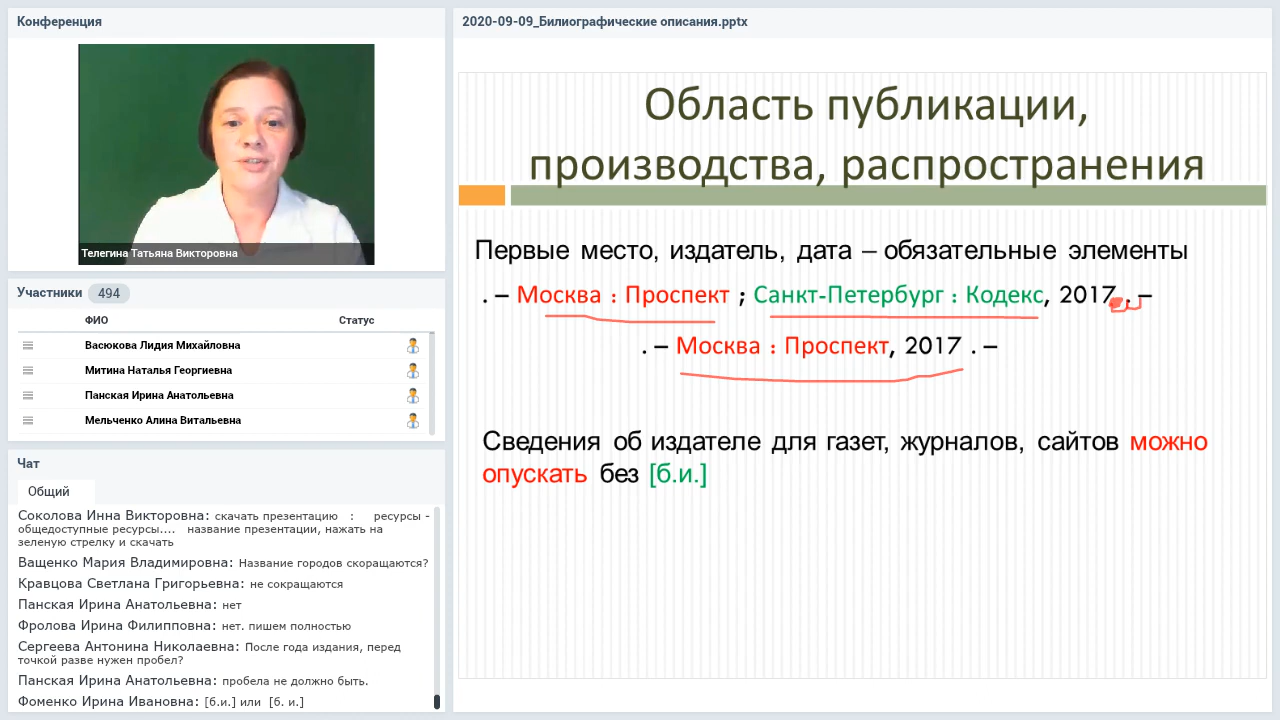 Конференция
Телегина Татьяна Викторовна
Участники 494
ФИО Статус
Васюкова Лидия Михайловна
Митина Наталья Георгиевна
Панская Ирина Анатольевна
Мельченко Алина Витальевна
Чат
Общий
Соколова Инна Викторовна: скачать презентацию : ресурсы -
общедоступные ресурсы.... название презентации, нажать на
зеленую стрелку и скачать
Ващенко Мария Владимировна: Название городов скоращаются?
Кравцова Светлана Григорьевна: не сокращаются
Панская Ирина Анатольевна: нет
Фролова Ирина Филипповна: нет. пишем полностью
Сергеева Антонина Николаевна: После года издания, перед
точкой разве нужен пробел?
Панская Ирина Анатольевна: пробела не должно быть.
Фоменко Ирина Ивановна: [б.и.] или [б. и.]
2020-09-09_Билиографические описания.pptx
Область публикации,
производства, распространения
Первые место, издатель, дата – обязательные элементы
. – Москва : Проспект ; Санкт-Петербург : Кодекс, 2017 . –
. – Москва : Проспект, 2017 . –
Сведения об издателе для газет, журналов, сайтов можно
опускать без [б.и.]